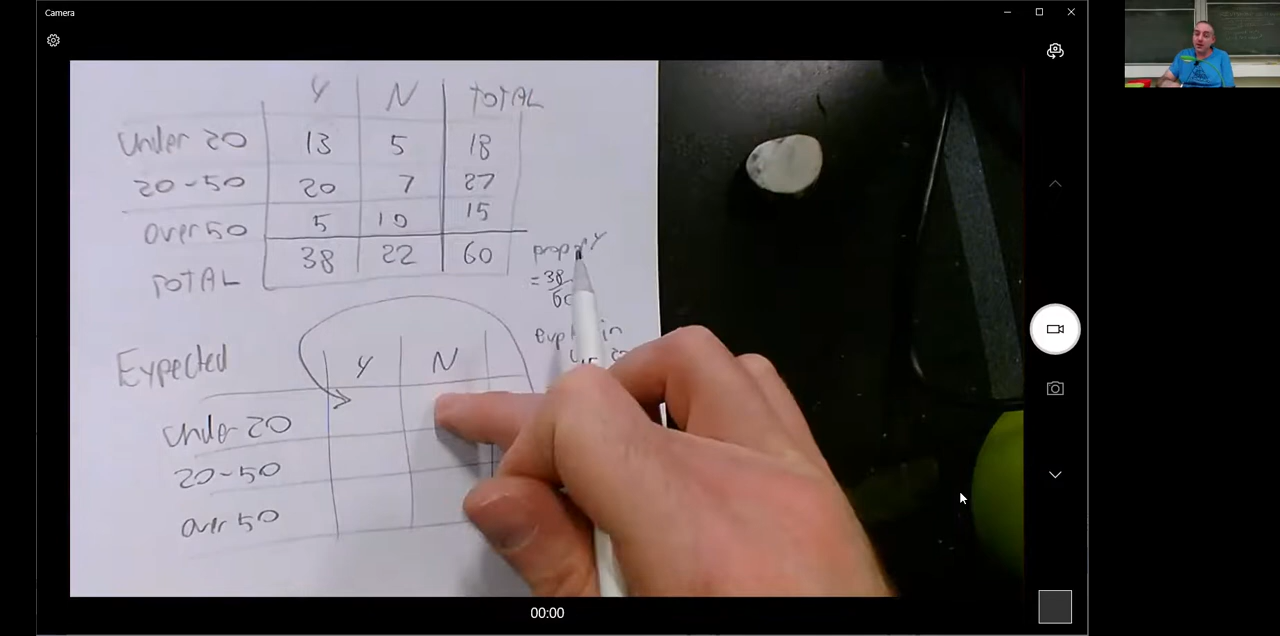 Camera
Y N TOTAL
Under 20 13 5 18
20-50 20 7 27
over 50 5 10 15
TOTAL 38 22 60
= 38
Expected
Y N
Under 20
20-50
over 50
00:00